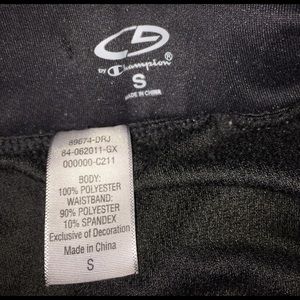 BY Champion®
S
MADE IN CHINA
89674-DRJ
84-062011-GX
000000-C211
BODY:
100% POLYESTER
WAISTBAND:
90% POLYESTER
10% SPANDEX
Exclusive of Decoration
Made in China
S